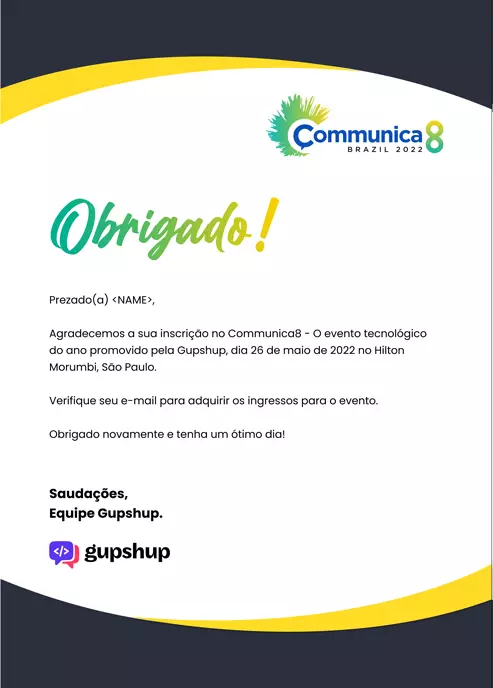 Communica8
BRAZIL 2022
Obrigado!
Prezado(a) <NAME>,
Agradecemos a sua inscrição no Communica8 - O evento tecnológico
do ano promovido pela Gupshup, dia 26 de maio de 2022 no Hilton
Morumbi, São Paulo.
Verifique seu e-mail para adquirir os ingressos para o evento.
Obrigado novamente e tenha um ótimo dia!
Saudações,
Equipe Gupshup.
</> gupshup